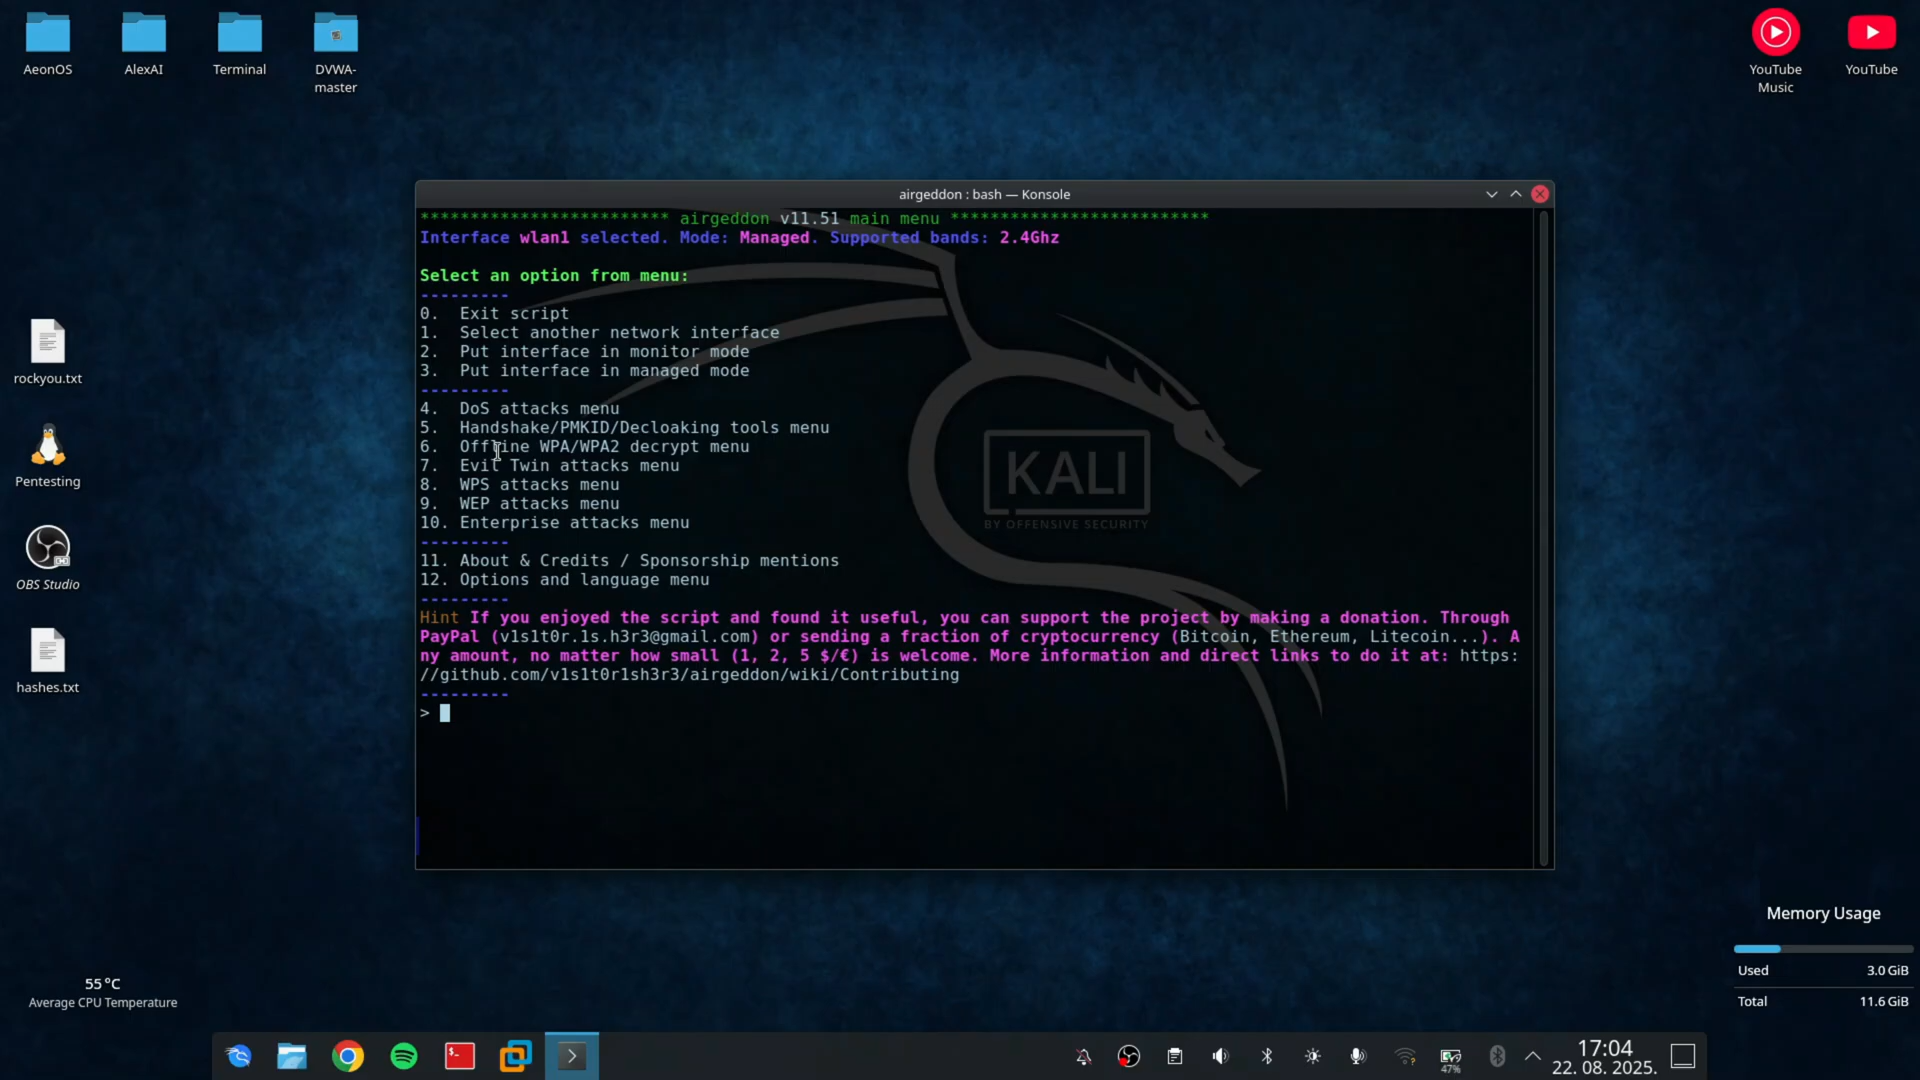 AeonOS
AlexAI
Terminal
DVWA-
master
YouTube
Music
YouTube
rockyou.txt
Pentesting
OBS Studio
hashes.txt
airgeddon : bash — Konsole
************************* airgeddon v11.51 main menu **************************
Interface wlan1 selected. Mode: Managed. Supported bands: 2.4Ghz
Select an option from menu:
---------
0.  Exit script
1.  Select another network interface
2.  Put interface in monitor mode
3.  Put interface in managed mode
---------
4.  DoS attacks menu
5.  Handshake/PMKID/Decloaking tools menu
6.  Offline WPA/WPA2 decrypt menu
7.  Evil Twin attacks menu
8.  WPS attacks menu
9.  WEP attacks menu
10. Enterprise attacks menu
---------
11. About & Credits / Sponsorship mentions
12. Options and language menu
---------
Hint If you enjoyed the script and found it useful, you can support the project by making a donation. Through
PayPal (v1s1t0r.1s.h3r3@gmail.com) or sending a fraction of cryptocurrency (Bitcoin, Ethereum, Litecoin...). A
ny amount, no matter how small (1, 2, 5 $/€) is welcome. More information and direct links to do it at: https:
//github.com/v1s1t0r1sh3r3/airgeddon/wiki/Contributing
---------
>
KALI
BY OFFENSIVE SECURITY
Memory Usage
Used 3.0 GiB
Total 11.6 GiB
55 °C
Average CPU Temperature
47%
17:04
22. 08. 2025.